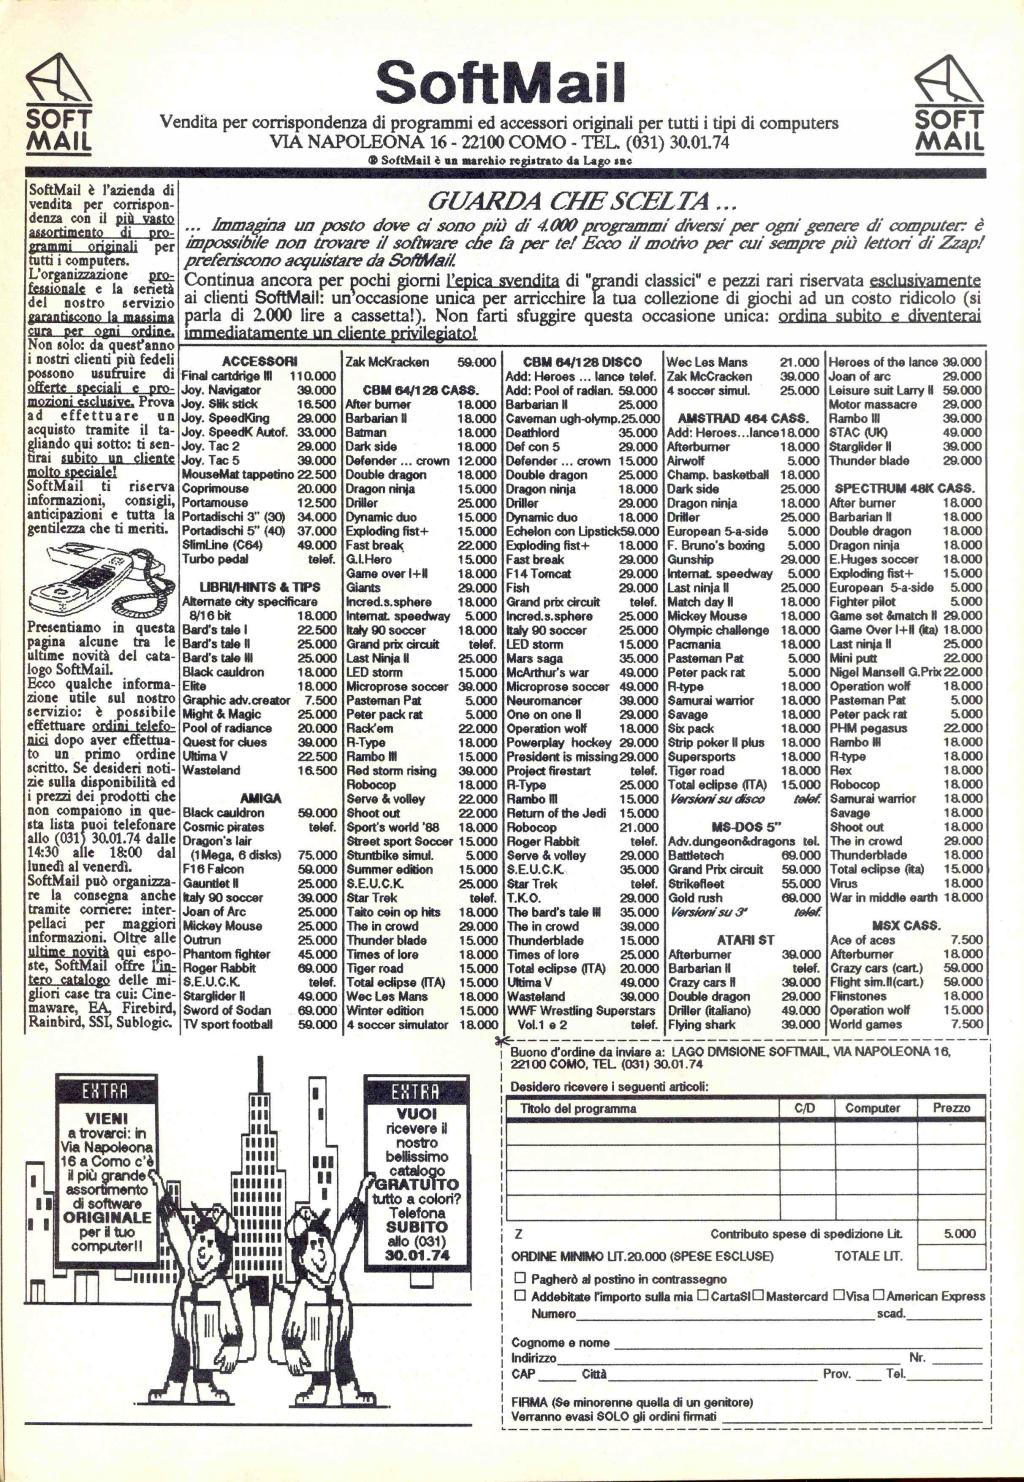 SOFT
MAIL
SoftMail
Vendita per corrispondenza di programmi ed accessori originali per tutti i tipi di computers
VIA NAPOLEONA 16 - 22100 COMO - TEL. (031) 30.01.74
® SoftMail è un marchio registrato da Lago snc
SOFT
MAIL
SoftMail è l'azienda di
vendita per corrispon-
denza con il più vasto
assortimento di pro-
grammi originali per
tutti i computers.
L'organizzazione pro-
fessionale e la serietà
del nostro servizio
garantiscono la massima
cura per ogni ordine.
Non solo: da quest'anno
i nostri clienti più fedeli
possono usufruire di
offerte speciali e pro-
mozioni esclusive. Prova
ad effettuare un
acquisto tramite il ta-
gliando qui sotto: ti sen-
tirai subito un cliente
molto speciale!
SoftMail ti riserva
informazioni, consigli,
anticipazioni e tutta la
gentilezza che ti meriti.
Presentiamo in questa
pagina alcune tra le
ultime novità del cata-
logo SoftMail.
Ecco qualche informa-
zione utile sul nostro
servizio: è possibile
effettuare ordini telefo-
nici dopo aver effettua-
to un primo ordine
scritto. Se desideri noti-
zie sulla disponibilità ed
i prezzi dei prodotti che
non compaiono in que-
sta lista puoi telefonare
allo (031) 30.01.74 dalle
14:30 alle 18:00 dal
lunedì al venerdì.
SoftMail può organizza-
re la consegna anche
tramite corriere: inter-
pellaci per maggiori
informazioni. Oltre alle
ultime novità qui espo-
ste, SoftMail offre l'in-
tero catalogo delle mi-
gliori case tra cui: Cine-
maware, EA, Firebird,
Rainbird, SSI, Sublogic.
GUARDA CHE SCELTA ...
... Immagina un posto dove ci sono più di 4.000 programmi diversi per ogni genere di computer: è
impossibile non trovare il software che fa per te! Ecco il motivo per cui sempre più lettori di Zzap!
preferiscono acquistare da SoftMail.
Continua ancora per pochi giorni l'epica svendita di "grandi classici" e pezzi rari riservata esclusivamente
ai clienti SoftMail: un'occasione unica per arricchire la tua collezione di giochi ad un costo ridicolo (si
parla di 2.000 lire a cassetta!). Non farti sfuggire questa occasione unica: ordina subito e diventerai
immediatamente un cliente privilegiato!
ACCESSORI
Final cartdrige III 110.000
Joy. Navigator 39.000
Joy. Slik stick 16.500
Joy. SpeedKing 29.000
Joy. SpeedK Autof. 33.000
Joy. Tac 2 29.000
Joy. Tac 5 39.000
MouseMat tappetino 22.500
Coprimouse 20.000
Portamouse 12.500
Portadischi 3" (30) 34.000
Portadischi 5" (40) 37.000
SlimLine (C64) 49.000
Turbo pedal telef.
LIBRI/HINTS & TIPS
Alternate city specificare
8/16 bit 18.000
Bard's tale I 22.500
Bard's tale II 25.000
Bard's tale III 25.000
Black cauldron 18.000
Elite 18.000
Graphic adv.creator 7.500
Might & Magic 25.000
Pool of radiance 20.000
Quest for clues 39.000
Ultima V 22.500
Wasteland 16.500
AMIGA
Black cauldron 59.000
Cosmic pirates telef.
Dragon's lair
(1Mega, 6 disks) 75.000
F16 Falcon 59.000
Gauntlet II 25.000
Italy 90 soccer 39.000
Joan of Arc 25.000
Mickey Mouse 25.000
Outrun 25.000
Phantom fighter 45.000
Roger Rabbit 69.000
S.E.U.C.K. telef.
Starglider II 49.000
Sword of Sodan 69.000
TV sport football 59.000
Zak McKracken 59.000
CBM 64/128 CASS.
After burner 18.000
Barbarian II 18.000
Batman 18.000
Dark side 18.000
Defender ... crown 12.000
Double dragon 18.000
Dragon ninja 18.000
Driller 25.000
Dynamic duo 15.000
Exploding fist+ 15.000
Fast break 22.000
G.I.Hero 15.000
Game over I+II 18.000
Giants 29.000
Incred.s.sphere 18.000
Internat. speedway 5.000
Italy 90 soccer 18.000
Grand prix circuit telef.
Last Ninja II 25.000
LED storm 15.000
Microprose soccer 39.000
Pasteman Pat 5.000
Peter pack rat 5.000
Rack'em 22.000
R-Type 18.000
Rambo III 15.000
Red storm rising 39.000
Robocop 18.000
Serve & volley 22.000
Shoot out 22.000
Sport's world '88 18.000
Street sport Soccer 15.000
Stuntbike simul. 5.000
Summer edition 15.000
S.E.U.C.K. 25.000
Star Trek telef.
Taito coin op hits 18.000
The in crowd 29.000
Thunder blade 15.000
Times of lore 18.000
Tiger road 15.000
Total eclipse (ITA) 15.000
Wec Les Mans 18.000
Winter edition 15.000
4 soccer simulator 18.000
CBM 64/128 DISCO
Add: Heroes ... lance telef.
Add: Pool of radian. 59.000
Barbarian II 25.000
Caveman ugh-olymp. 25.000
Deathlord 35.000
Def con 5 29.000
Defender ... crown 15.000
Double dragon 25.000
Dragon ninja 18.000
Driller 29.000
Dynamic duo 18.000
Echelon con Lipstick 59.000
Exploding fist+ 18.000
Fast break 29.000
F14 Tomcat 29.000
Fish 29.000
Grand prix circuit telef.
Incred.s.sphere 25.000
Italy 90 soccer 25.000
LED storm 15.000
Mars saga 35.000
McArthur's war 49.000
Microprose soccer 49.000
Neuromancer 39.000
One on one II 29.000
Operation wolf 18.000
Powerplay hockey 29.000
President is missing 29.000
Project firestart telef.
R-Type 25.000
Rambo III 15.000
Return of the Jedi 15.000
Robocop 21.000
Roger Rabbit telef.
Serve & volley 29.000
S.E.U.C.K. 35.000
Star Trek telef.
T.K.O. 29.000
The bard's tale III 35.000
The in crowd 39.000
Thunderblade 15.000
Times of lore 25.000
Total eclipse (ITA) 20.000
Ultima V 49.000
Wasteland 39.000
WWF Wrestling Superstars
Vol.1 e 2 telef.
Wec Les Mans 21.000
Zak McCracken 39.000
4 soccer simul. 25.000
AMSTRAD 464 CASS.
Add: Heroes...lance 18.000
Afterburner 18.000
Airwolf 5.000
Champ. basketball 18.000
Dark side 25.000
Dragon ninja 18.000
Driller 25.000
European 5-a-side 5.000
F. Bruno's boxing 5.000
Gunship 29.000
Internat. speedway 5.000
Last ninja II 25.000
Match day II 18.000
Mickey Mouse 18.000
Olympic challenge 18.000
Pacmania 18.000
Pasteman Pat 5.000
Peter pack rat 5.000
R-type 18.000
Samurai warrior 18.000
Savage 18.000
Six pack 18.000
Strip poker II plus 18.000
Supersports 18.000
Tiger road 18.000
Total eclipse (ITA) 15.000
Versioni su disco telef.
MS-DOS 5"
Adv.dungeon&dragons tel.
Battletech 69.000
Grand Prix circuit 59.000
Strikefleet 55.000
Gold rush 69.000
Versioni su 3" telef.
ATARI ST
Afterburner 39.000
Barbarian II telef.
Crazy cars II 39.000
Double dragon 29.000
Driller (italiano) 49.000
Flying shark 39.000
Heroes of the lance 39.000
Joan of arc 29.000
Leisure suit Larry II 59.000
Motor massacre 29.000
Rambo III 39.000
STAC (UK) 49.000
Starglider II 39.000
Thunder blade 29.000
SPECTRUM 48K CASS.
After burner 18.000
Barbarian II 18.000
Double dragon 18.000
Dragon ninja 18.000
E.Huges soccer 18.000
Exploding fist+ 15.000
European 5-a-side 5.000
Fighter pilot 5.000
Game set &match II 29.000
Game Over I+II (ita) 18.000
Last ninja II 25.000
Mini putt 22.000
Nigel Mansell G.Prix 22.000
Operation wolf 18.000
Pasteman Pat 5.000
Peter pack rat 5.000
PHM pegasus 22.000
Rambo III 18.000
R-type 18.000
Rex 18.000
Robocop 18.000
Samurai warrior 18.000
Savage 18.000
Shoot out 18.000
The in crowd 29.000
Thunderblade 18.000
Total eclipse (ita) 15.000
Virus 18.000
War in middle earth 18.000
MSX CASS.
Ace of aces 7.500
Afterburner 18.000
Crazy cars (cart.) 59.000
Flight sim.II(cart.) 59.000
Flinstones 18.000
Operation wolf 15.000
World games 7.500
EXTRA
VIENI
a trovarci: in
Via Napoleona
16 a Como c'è
il più grande
assortimento
di software
ORIGINALE
per il tuo
computer!!
EXTRA
VUOI
ricevere il
nostro
bellissimo
catalogo
GRATUITO
tutto a colori?
Telefona
SUBITO
allo (031)
30.01.74
Buono d'ordine da inviare a: LAGO DIVISIONE SOFTMAIL, VIA NAPOLEONA 16,
22100 COMO, TEL. (031) 30.01.74
Desidero ricevere i seguenti articoli:
Titolo del programma C/D Computer Prezzo
Z Contributo spese di spedizione Lit. 5.000
ORDINE MINIMO LIT.20.000 (SPESE ESCLUSE) TOTALE LIT.
Pagherò al postino in contrassegno
Addebitate l'importo sulla mia CartaSI Mastercard Visa American Express
Numero scad.
Cognome e nome
Indirizzo Nr.
CAP Città Prov. Tel.
FIRMA (Se minorenne quella di un genitore)
Verranno evasi SOLO gli ordini firmati